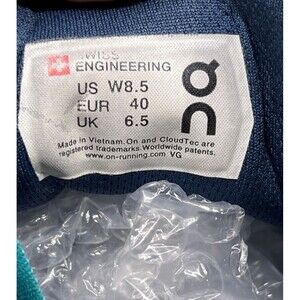 SWISS
ENGINEERING
US W8.5
EUR 40
UK 6.5
Made in Vietnam.On and CloudTec are
registered trademarks.Worldwide patents.
www.on-running.com VG